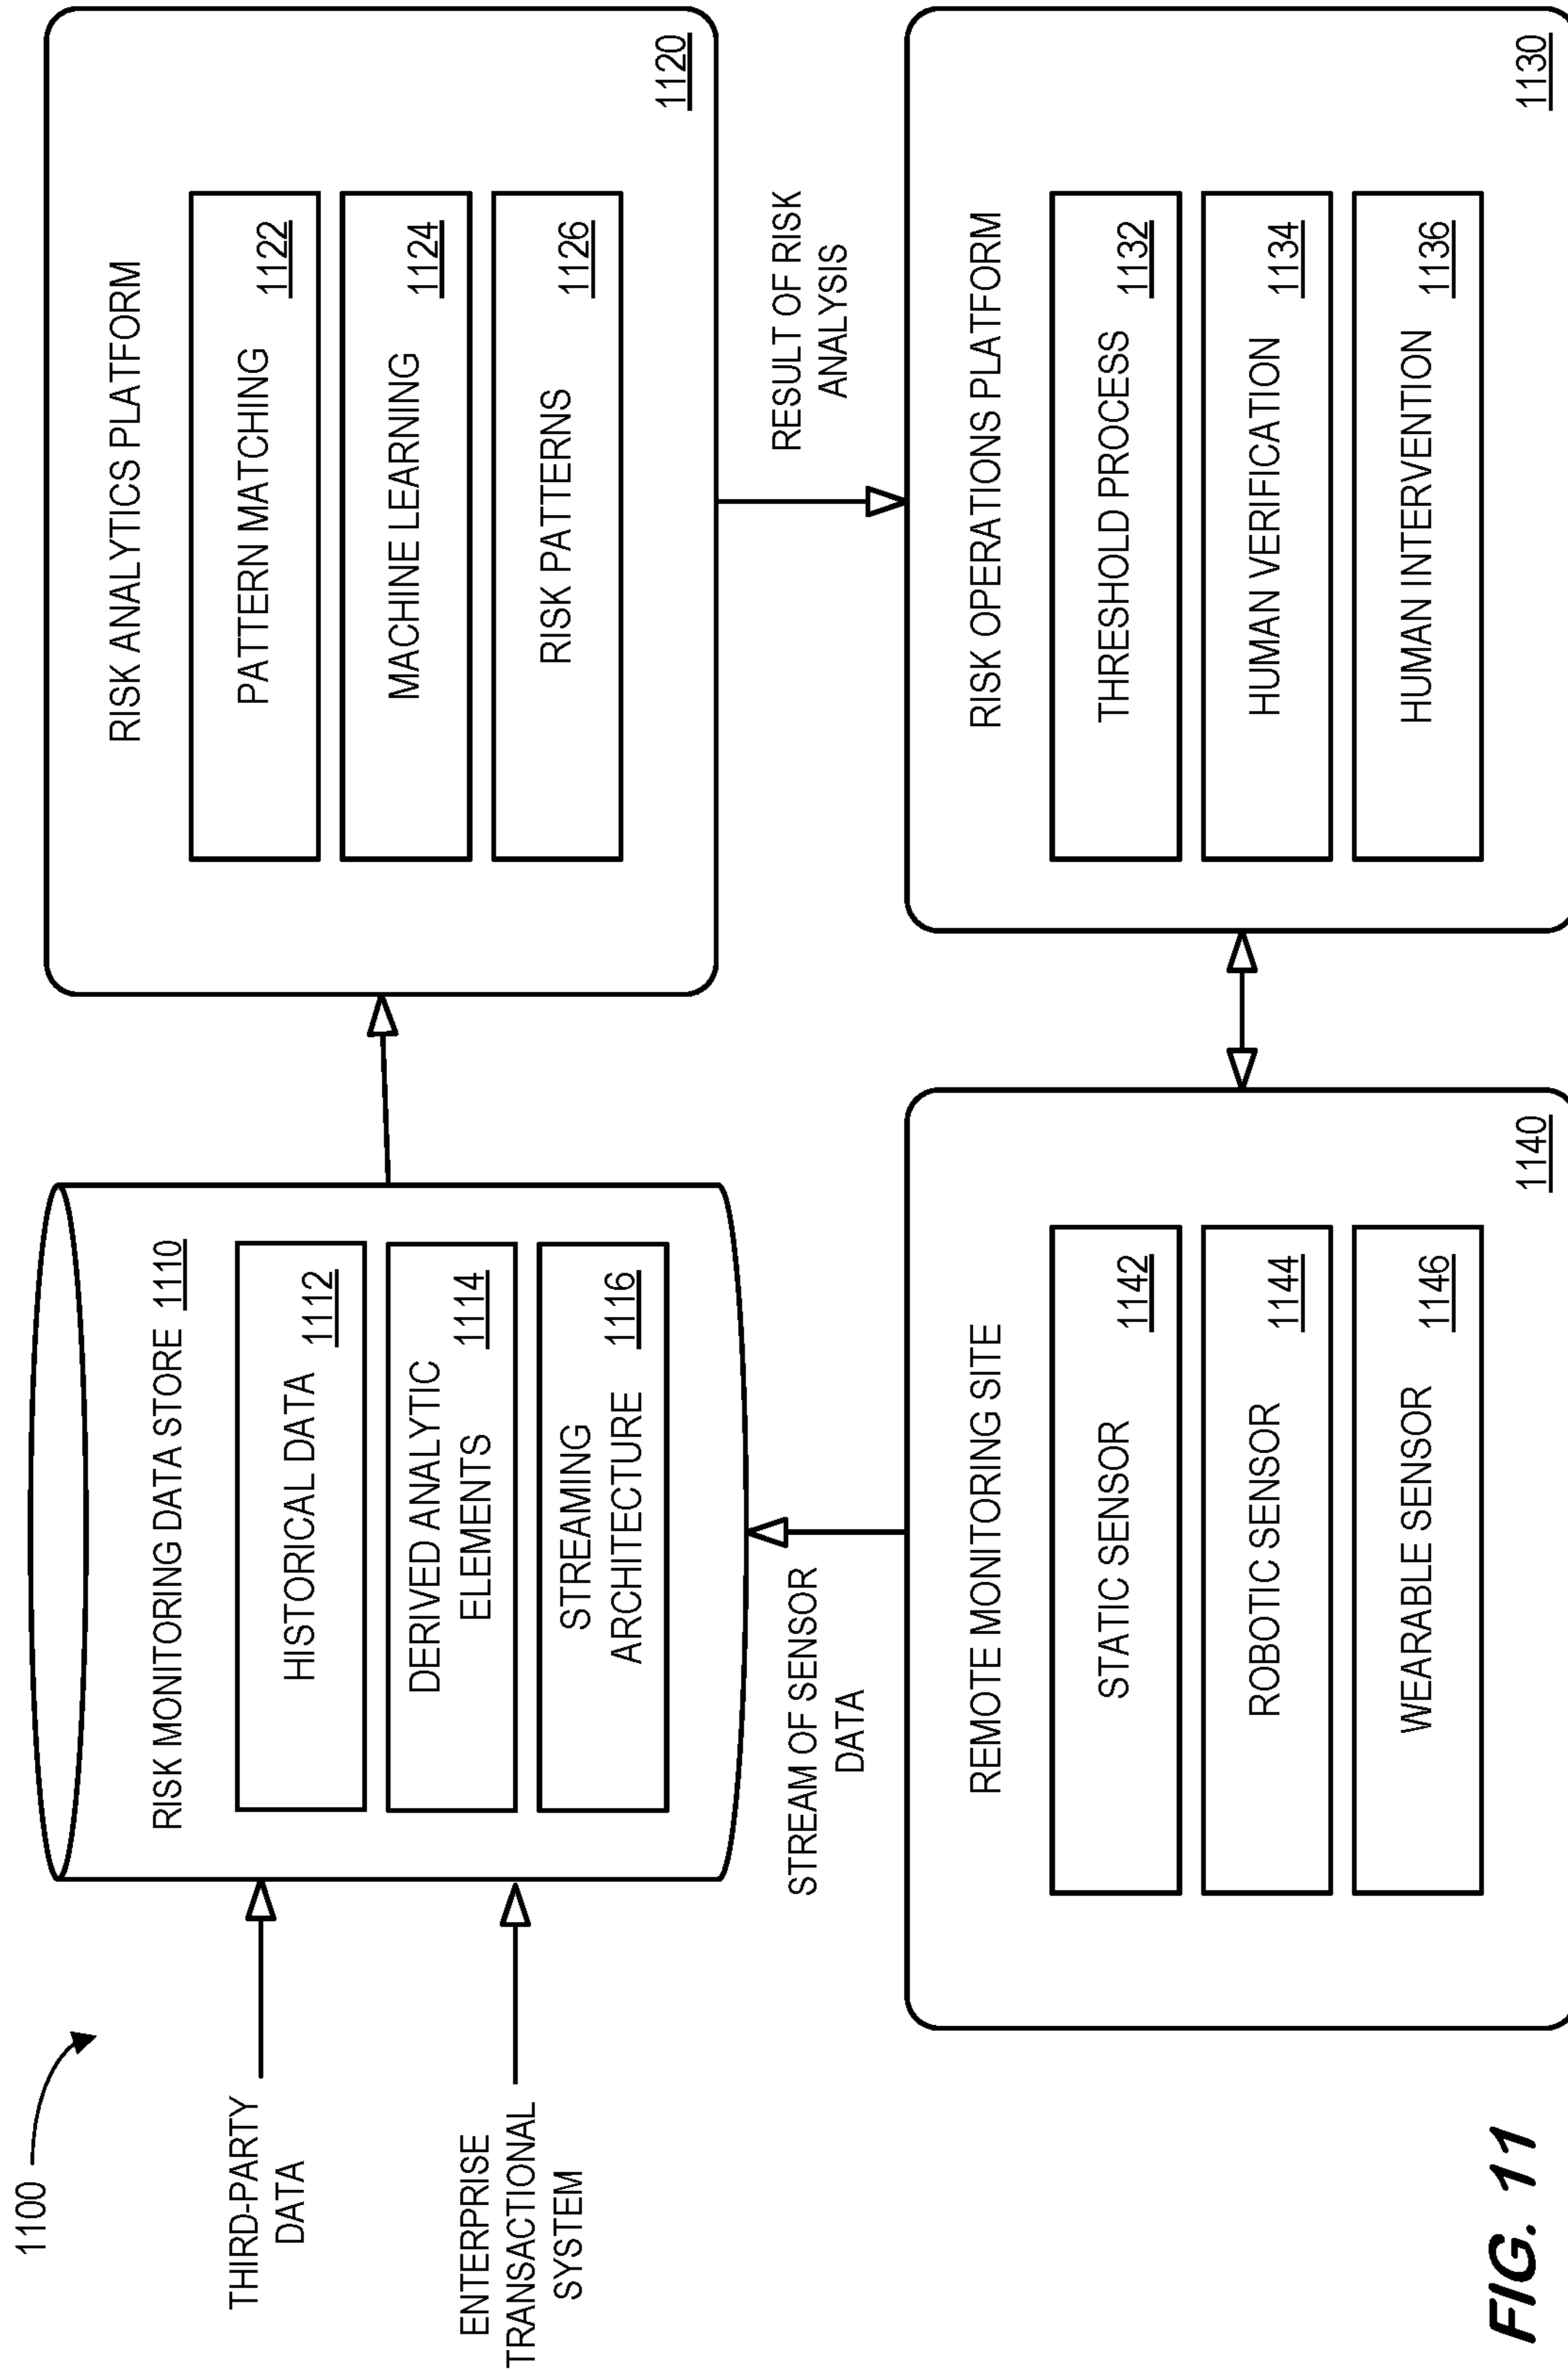 1100
THIRD-PARTY
DATA
ENTERPRISE
TRANSACTIONAL
SYSTEM
RISK MONITORING DATA STORE 1110
HISTORICAL DATA 1112
DERIVED ANALYTIC
ELEMENTS 1114
STREAMING
ARCHITECTURE 1116
RISK ANALYTICS PLATFORM
PATTERN MATCHING 1122
MACHINE LEARNING 1124
RISK PATTERNS 1126
1120
STREAM OF SENSOR
DATA
RESULT OF RISK
ANALYSIS
REMOTE MONITORING SITE
STATIC SENSOR 1142
ROBOTIC SENSOR 1144
WEARABLE SENSOR 1146
1140
RISK OPERATIONS PLATFORM
THRESHOLD PROCESS 1132
HUMAN VERIFICATION 1134
HUMAN INTERVENTION 1136
1130
FIG. 11